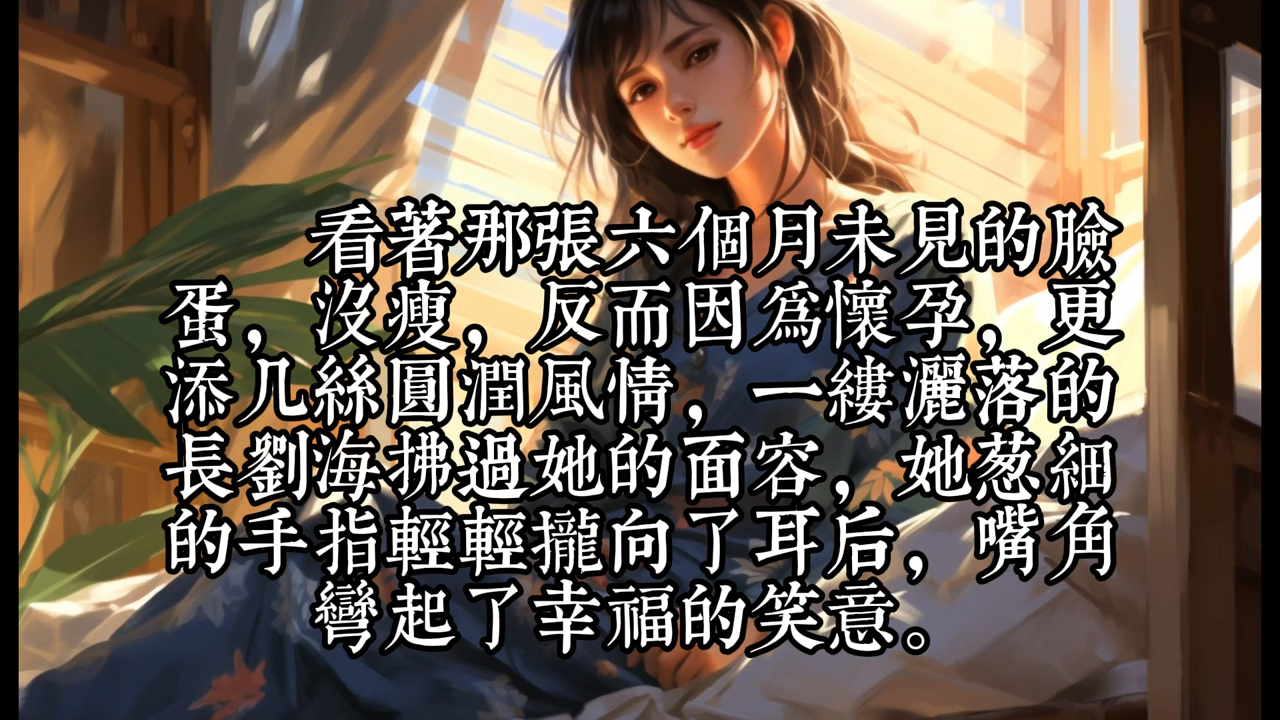 看著那張六個月未見的臉
蛋，沒瘦，反而因為懷孕，更
添几絲圓潤風情，一縷灑落的
長劉海拂過她的面容，她葱細
的手指輕輕攏向了耳后，嘴角
彎起了幸福的笑意。